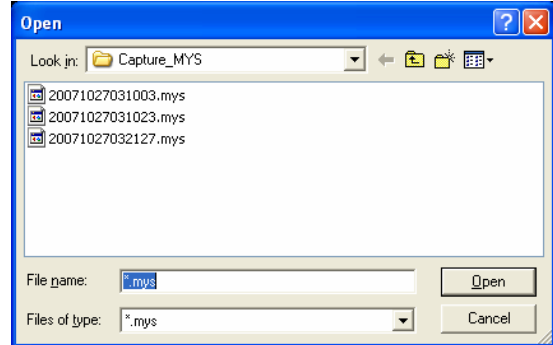 Open
Look in: Capture_MYS
20071027031003.mys
20071027031023.mys
20071027032127.mys
File name: *.mys Open
Files of type: *.mys Cancel